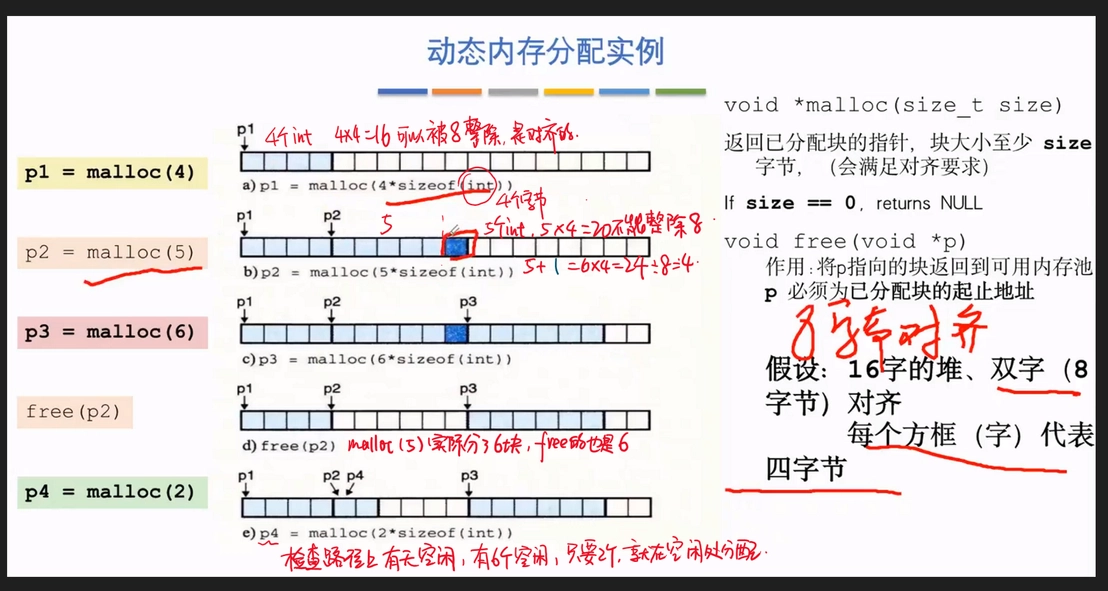 动态内存分配实例
p1 = malloc(4)
p2 = malloc(5)
p3 = malloc(6)
free(p2)
p4 = malloc(2)
p1
4个int 4×4=16 可以被8整除,是对齐的.
a) p1 = malloc(4*sizeof(int))
4个字节
p1 p2
5
5个int, 5×4=20不能整除8
b) p2 = malloc(5*sizeof(int))
5+1=6×4=24÷8=4.
p1 p2 p3
c) p3 = malloc(6*sizeof(int))
p1 p2 p3
d) free(p2)
malloc(5)实际分了6块,free的也是6
p1 p2 p4 p3
e) p4 = malloc(2*sizeof(int))
检查路径上有无空闲,有6个空闲,只要2个,就在空闲处分配.
void *malloc(size_t size)
返回已分配块的指针，块大小至少 size
字节，（会满足对齐要求）
If size == 0, returns NULL
void free(void *p)
作用:将p指向的块返回到可用内存池
p 必须为已分配块的起止地址
8字节对齐
假设：16字的堆、双字（8
字节）对齐
每个方框（字）代表
四字节